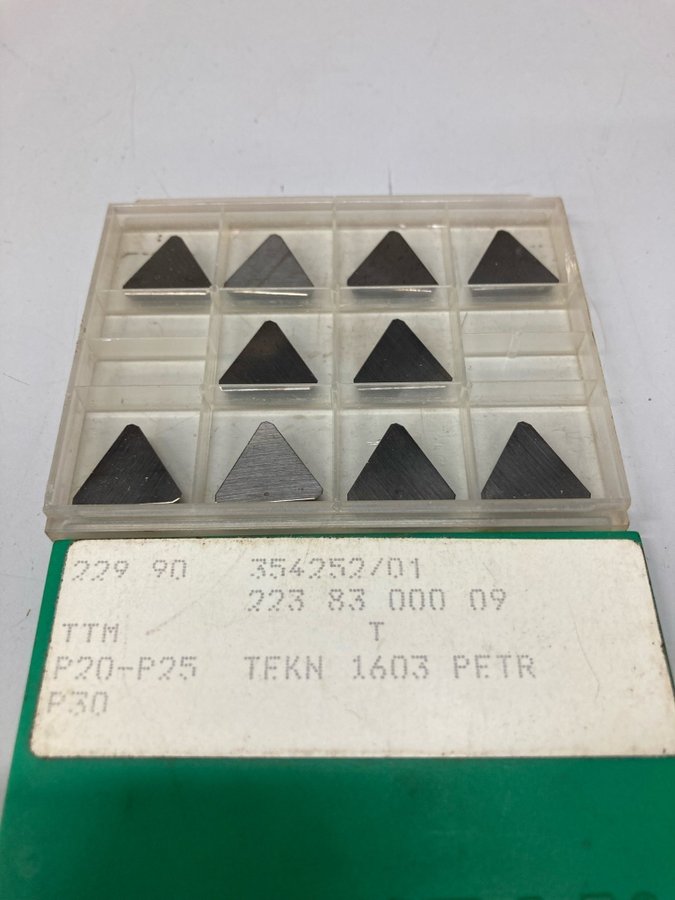 229 90 354252/01
223 83 000 09
TTM T
P20-P25 TEKN 1603 PETR
P30